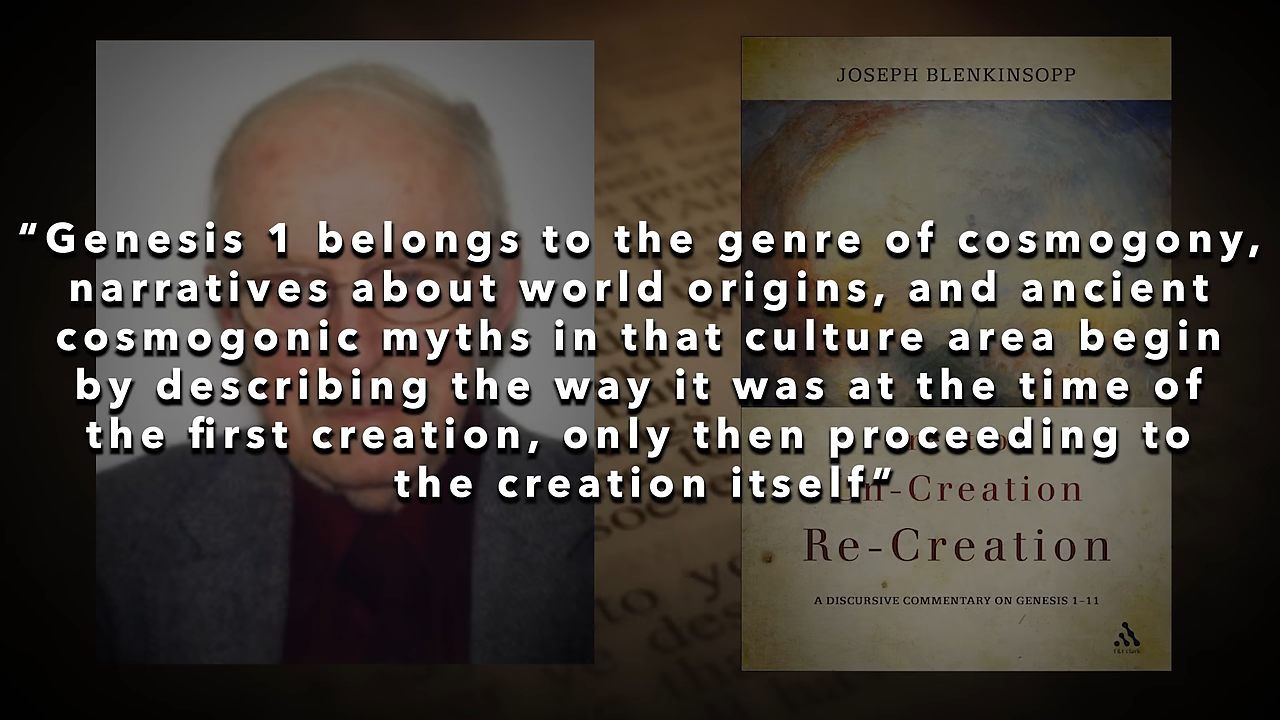 JOSEPH BLENKINSOPP
“Genesis 1 belongs to the genre of cosmogony,
narratives about world origins, and ancient
cosmogonic myths in that culture area begin
by describing the way it was at the time of
the first creation, only then proceeding to
the creation itself”
-Creation
Re-Creation
A DISCURSIVE COMMENTARY ON GENESIS 1–11
t&t clark